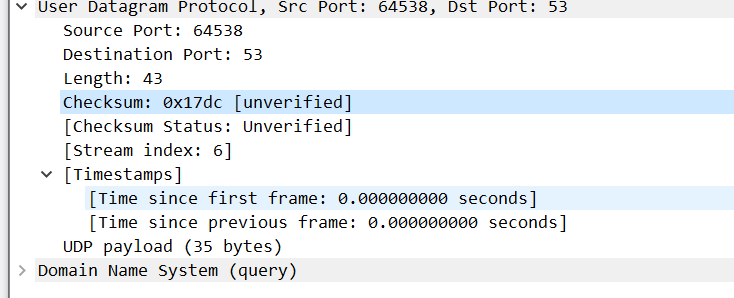 User Datagram Protocol, Src Port: 64538, Dst Port: 53
Source Port: 64538
Destination Port: 53
Length: 43
Checksum: 0x17dc [unverified]
[Checksum Status: Unverified]
[Stream index: 6]
[Timestamps]
[Time since first frame: 0.000000000 seconds]
[Time since previous frame: 0.000000000 seconds]
UDP payload (35 bytes)
Domain Name System (query)